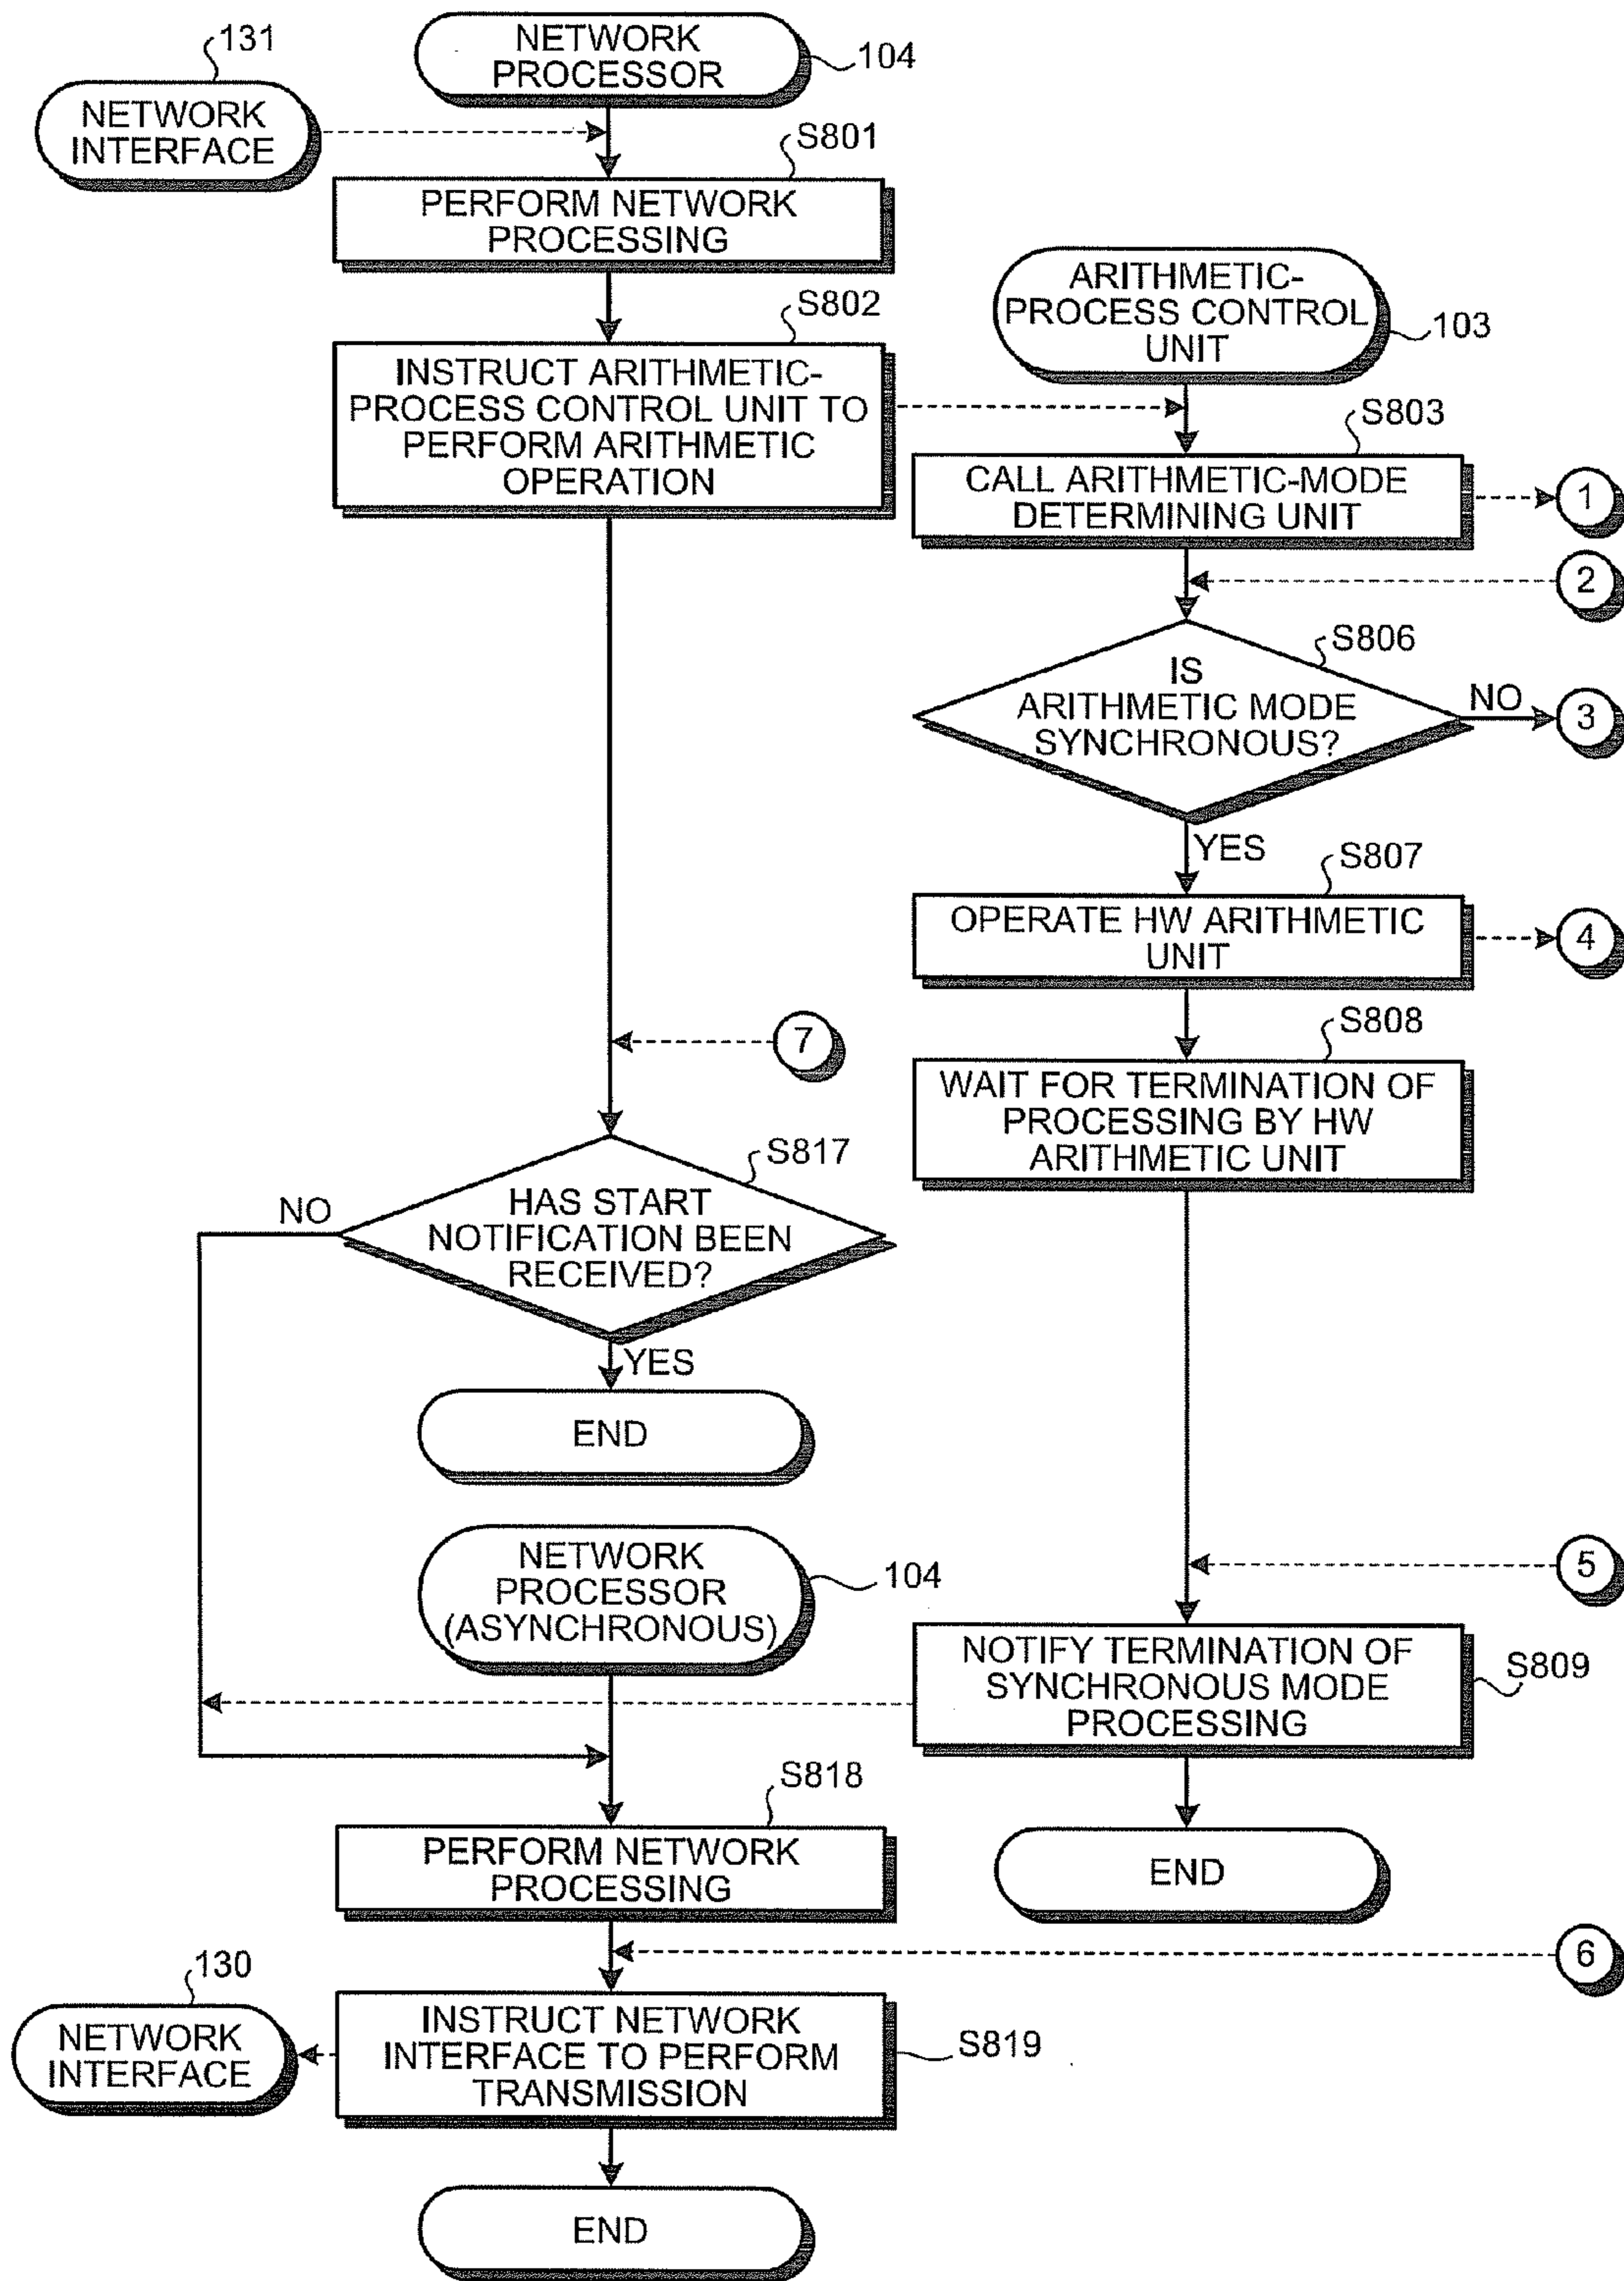 131
NETWORK
INTERFACE
NETWORK
PROCESSOR
104
S801
PERFORM NETWORK
PROCESSING
S802
INSTRUCT ARITHMETIC-
PROCESS CONTROL UNIT TO
PERFORM ARITHMETIC
OPERATION
ARITHMETIC-
PROCESS CONTROL
UNIT
103
S803
CALL ARITHMETIC-MODE
DETERMINING UNIT
1
2
S806
IS
ARITHMETIC MODE
SYNCHRONOUS?
NO
3
YES
S807
OPERATE HW ARITHMETIC
UNIT
4
7
S808
WAIT FOR TERMINATION OF
PROCESSING BY HW
ARITHMETIC UNIT
S817
HAS START
NOTIFICATION BEEN
RECEIVED?
NO
YES
END
NETWORK
PROCESSOR
(ASYNCHRONOUS)
104
5
NOTIFY TERMINATION OF
SYNCHRONOUS MODE
PROCESSING
S809
END
S818
PERFORM NETWORK
PROCESSING
6
130
NETWORK
INTERFACE
INSTRUCT NETWORK
INTERFACE TO PERFORM
TRANSMISSION
S819
END